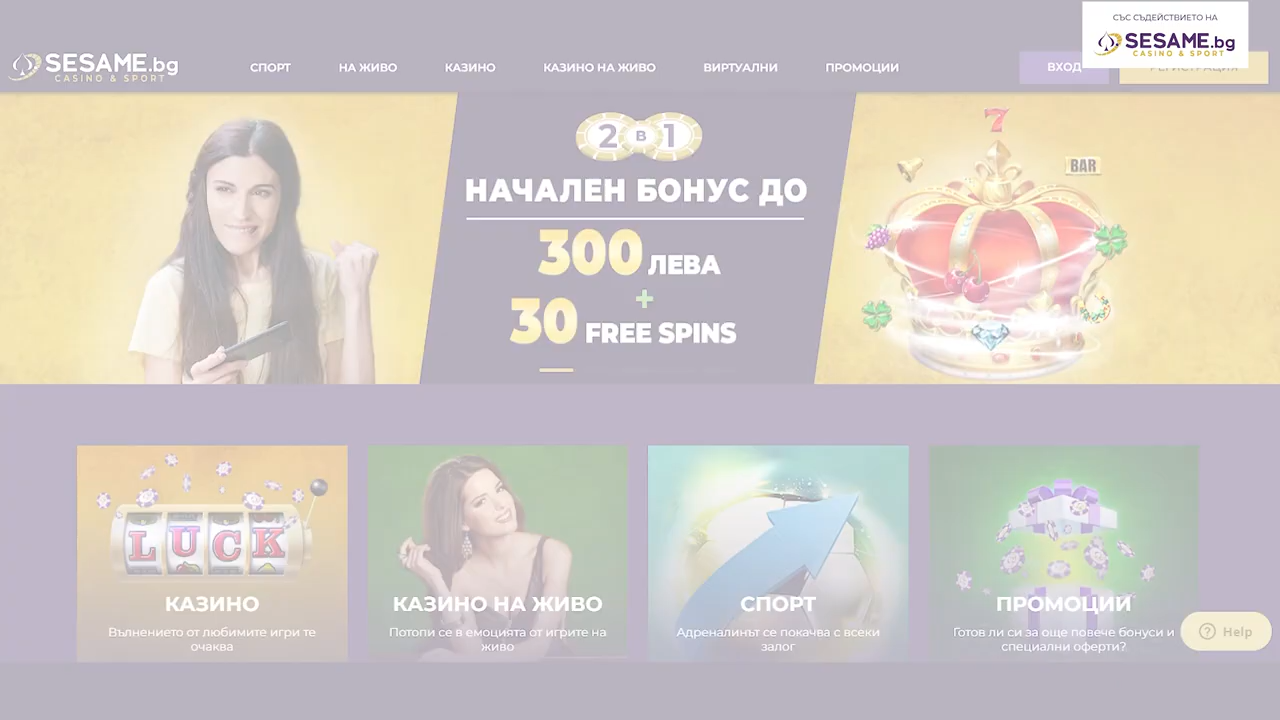 СЪС СЪДЕЙСТВИЕТО НА
SESAME.bg
CASINO & SPORT
SESAME.bg
CASINO & SPORT
СПОРТ
НА ЖИВО
КАЗИНО
КАЗИНО НА ЖИВО
ВИРТУАЛНИ
ПРОМОЦИИ
ВХОД
РЕГИСТРАЦИЯ
2 в 1
НАЧАЛЕН БОНУС ДО
300 ЛЕВА
+
30 FREE SPINS
7
BAR
LUCK
КАЗИНО
Вълнението от любимите игри те
очаква
КАЗИНО НА ЖИВО
Потопи се в емоцията от игрите на
живо
СПОРТ
Адреналинът се покачва с всеки
залог
ПРОМОЦИИ
Готов ли си за още повече бонуси и
специални оферти?
Help